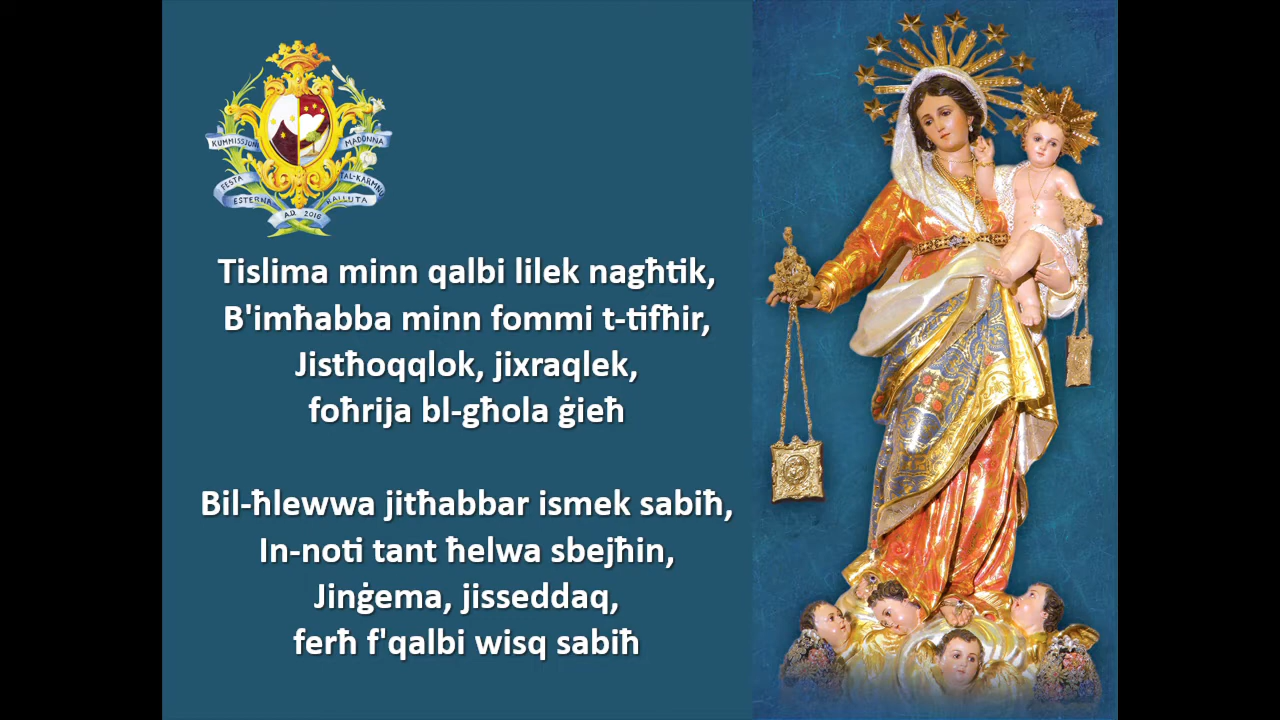 KUMMISSJONI
MADONNA
FESTA
TAL-KARMNU
ESTERNA
BALLUTA
A.D. 2016
Tislima minn qalbi lilek nagħtik,
B'imħabba minn fommi t-tifħir,
Jistħoqqlok, jixraqlek,
foħrija bl-għola ġieħ
Bil-ħlewwa jitħabbar ismek sabiħ,
In-noti tant ħelwa sbejħin,
Jinġema, jisseddaq,
ferħ f'qalbi wisq sabiħ